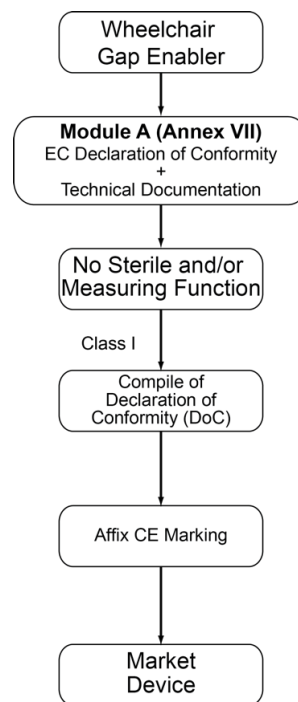 Wheelchair
Gap Enabler
Module A (Annex VII)
EC Declaration of Conformity
+
Technical Documentation
No Sterile and/or
Measuring Function
Class I
Compile of
Declaration of
Conformity (DoC)
Affix CE Marking
Market
Device